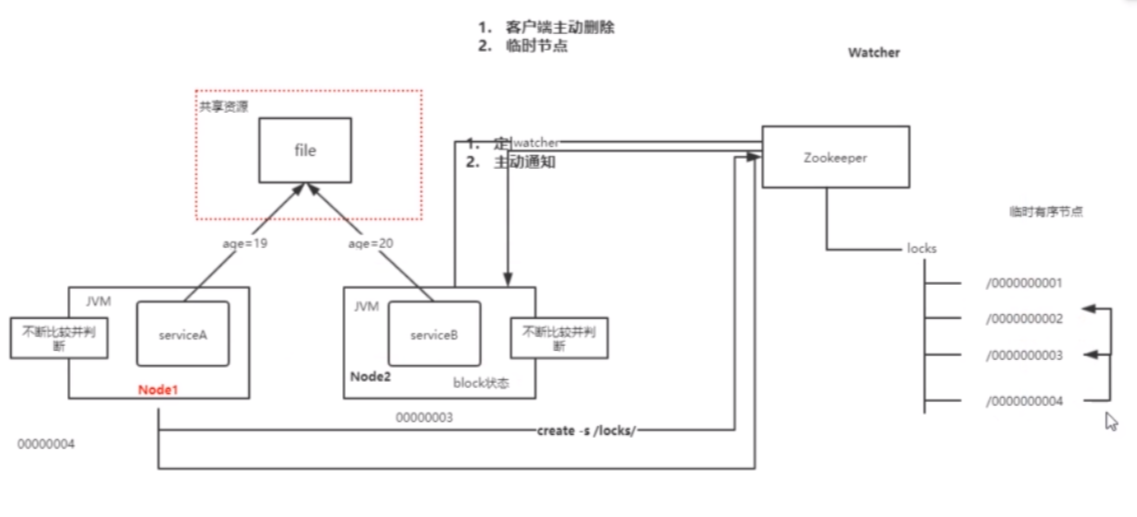 1. 客户端主动删除
2. 临时节点
Watcher
共享资源
file
1. 定 watcher
2. 主动通知
Zookeeper
临时有序节点
age=19
age=20
locks
/0000000001
/0000000002
/0000000003
/0000000004
JVM
serviceA
不断比较并判
断
Node1
JVM
serviceB
不断比较并判
断
Node2
block状态
00000003
create -s /locks/
00000004